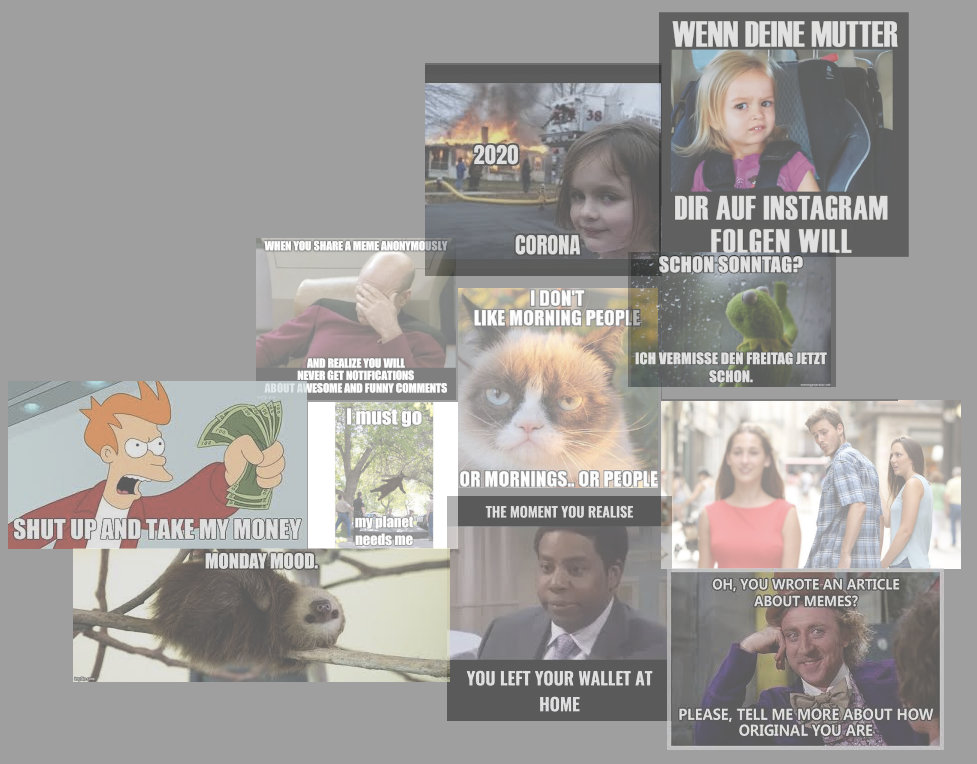 WENN DEINE MUTTER
DIR AUF INSTAGRAM
FOLGEN WILL
38
2020
CORONA
WHEN YOU SHARE A MEME ANONYMOUSLY
AND REALIZE YOU WILL
NEVER GET NOTIFICATIONS
ABOUT AWESOME AND FUNNY COMMENTS
I DON'T
LIKE MORNING PEOPLE
OR MORNINGS.. OR PEOPLE
SCHON SONNTAG?
ICH VERMISSE DEN FREITAG JETZT
SCHON.
SHUT UP AND TAKE MY MONEY
I must go
my planet
needs me
MONDAY MOOD.
THE MOMENT YOU REALISE
YOU LEFT YOUR WALLET AT
HOME
OH, YOU WROTE AN ARTICLE
ABOUT MEMES?
PLEASE, TELL ME MORE ABOUT HOW
ORIGINAL YOU ARE